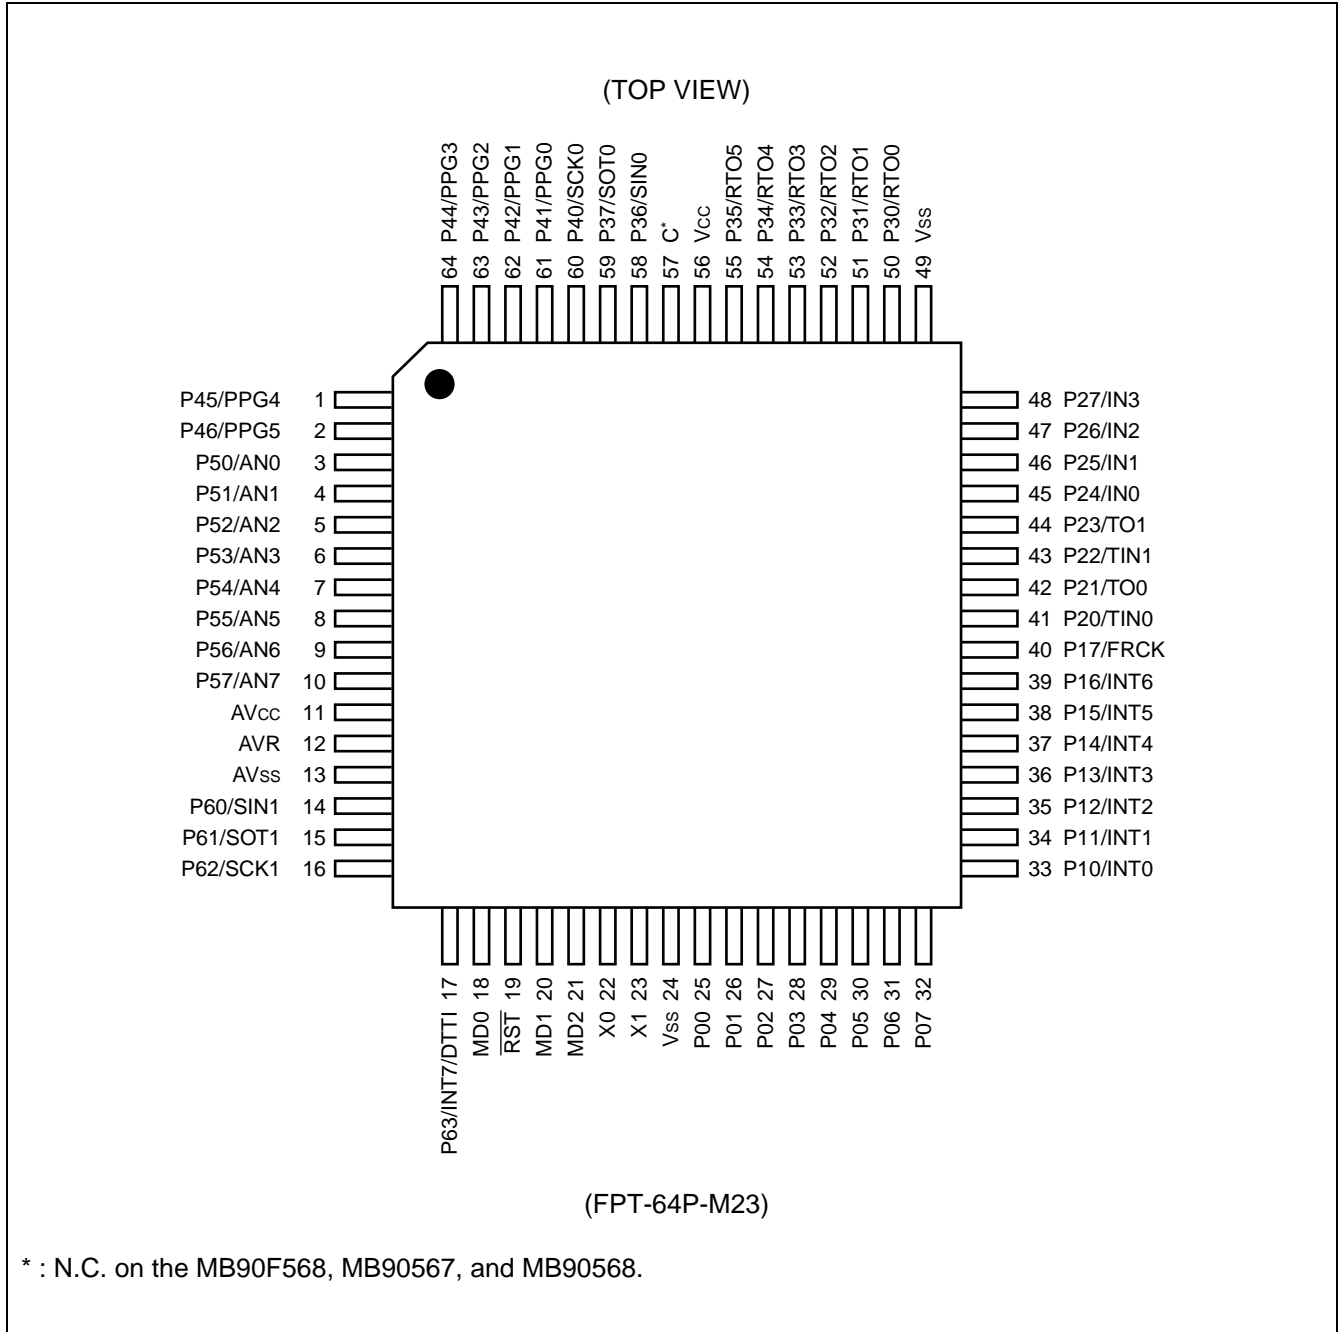 (TOP VIEW)
64 P44/PPG3
63 P43/PPG2
62 P42/PPG1
61 P41/PPG0
60 P40/SCK0
59 P37/SOT0
58 P36/SIN0
57 C*
56 Vcc
55 P35/RTO5
54 P34/RTO4
53 P33/RTO3
52 P32/RTO2
51 P31/RTO1
50 P30/RTO0
49 Vss
P45/PPG4 1
P46/PPG5 2
P50/AN0 3
P51/AN1 4
P52/AN2 5
P53/AN3 6
P54/AN4 7
P55/AN5 8
P56/AN6 9
P57/AN7 10
AVcc 11
AVR 12
AVss 13
P60/SIN1 14
P61/SOT1 15
P62/SCK1 16
48 P27/IN3
47 P26/IN2
46 P25/IN1
45 P24/IN0
44 P23/TO1
43 P22/TIN1
42 P21/TO0
41 P20/TIN0
40 P17/FRCK
39 P16/INT6
38 P15/INT5
37 P14/INT4
36 P13/INT3
35 P12/INT2
34 P11/INT1
33 P10/INT0
P63/INT7/DTTI 17
MD0 18
RST 19
MD1 20
MD2 21
X0 22
X1 23
Vss 24
P00 25
P01 26
P02 27
P03 28
P04 29
P05 30
P06 31
P07 32
(FPT-64P-M23)
* : N.C. on the MB90F568, MB90567, and MB90568.